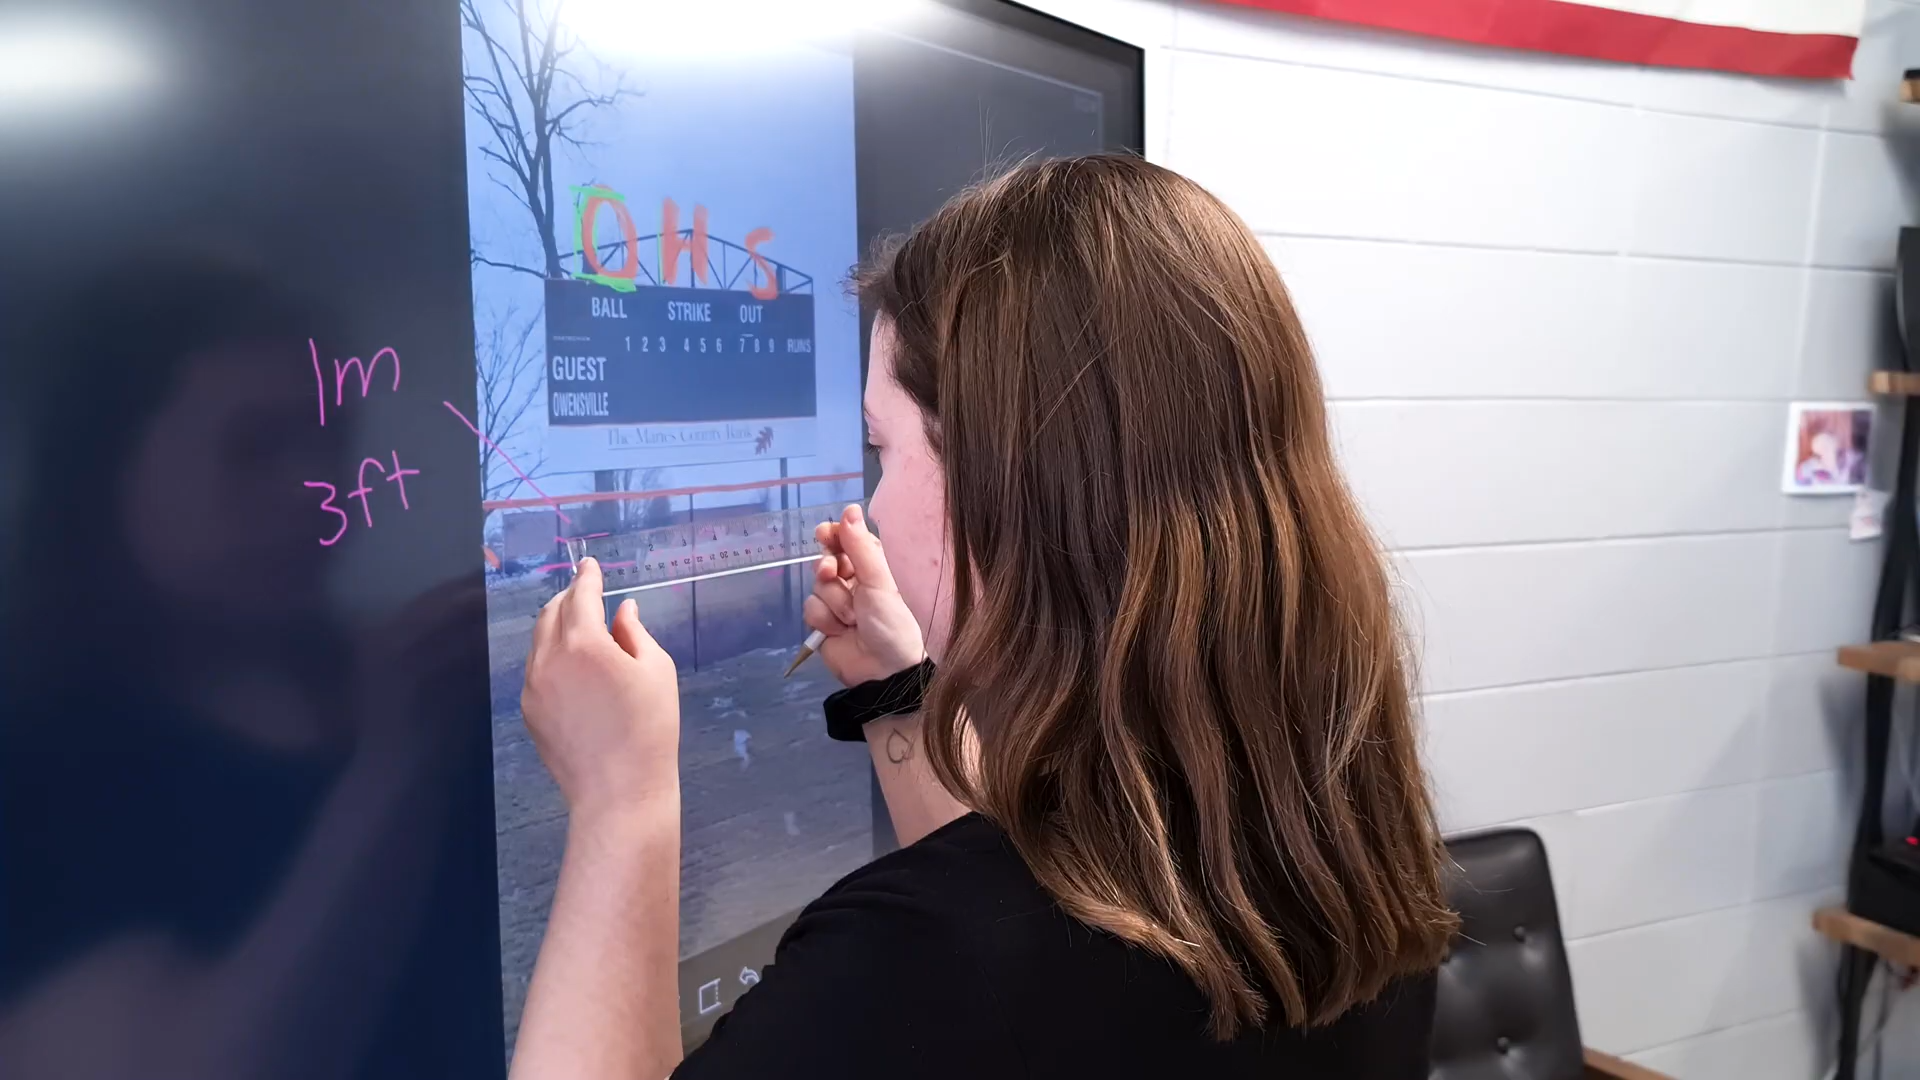 OHS
BALL STRIKE OUT
1 2 3 4 5 6 7 8 9 RUNS
GUEST
OWENSVILLE
The Maries County Bank
1m
3ft